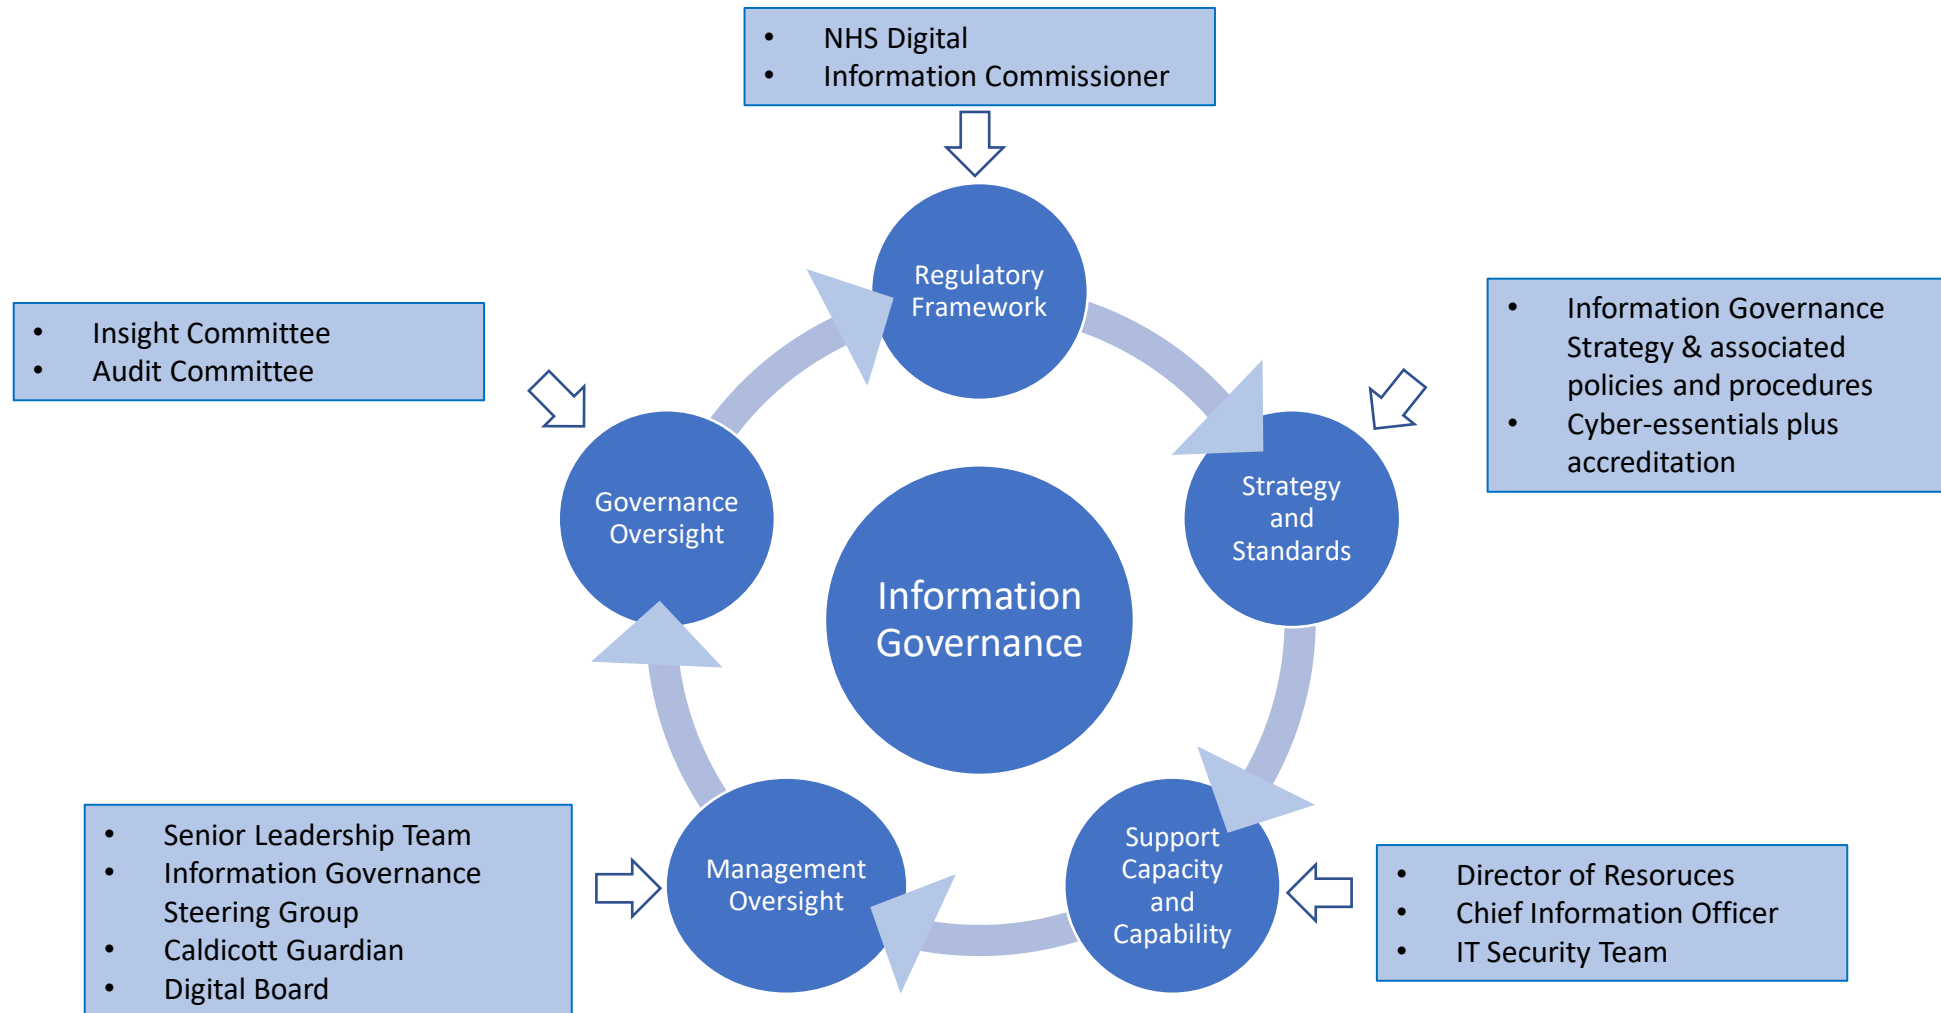 • NHS Digital
• Information Commissioner
Regulatory
Framework
• Insight Committee
• Audit Committee
• Information Governance
Strategy & associated
policies and procedures
• Cyber-essentials plus
accreditation
Governance
Oversight
Strategy
and
Standards
Information
Governance
• Senior Leadership Team
• Information Governance
Steering Group
• Caldicott Guardian
• Digital Board
Management
Oversight
Support
Capacity
and
Capability
• Director of Resoruces
• Chief Information Officer
• IT Security Team